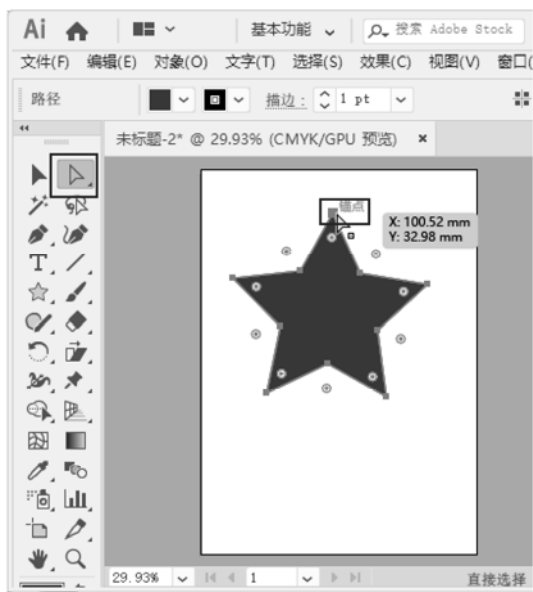 Ai 基本功能 搜索 Adobe Stock
文件(F) 编辑(E) 对象(O) 文字(T) 选择(S) 效果(C) 视图(V) 窗口(
路径 描边: 1 pt
未标题-2* @ 29.93% (CMYK/GPU 预览) ×
锚点
X: 100.52 mm
Y: 32.98 mm
29.93% 1 直接选择